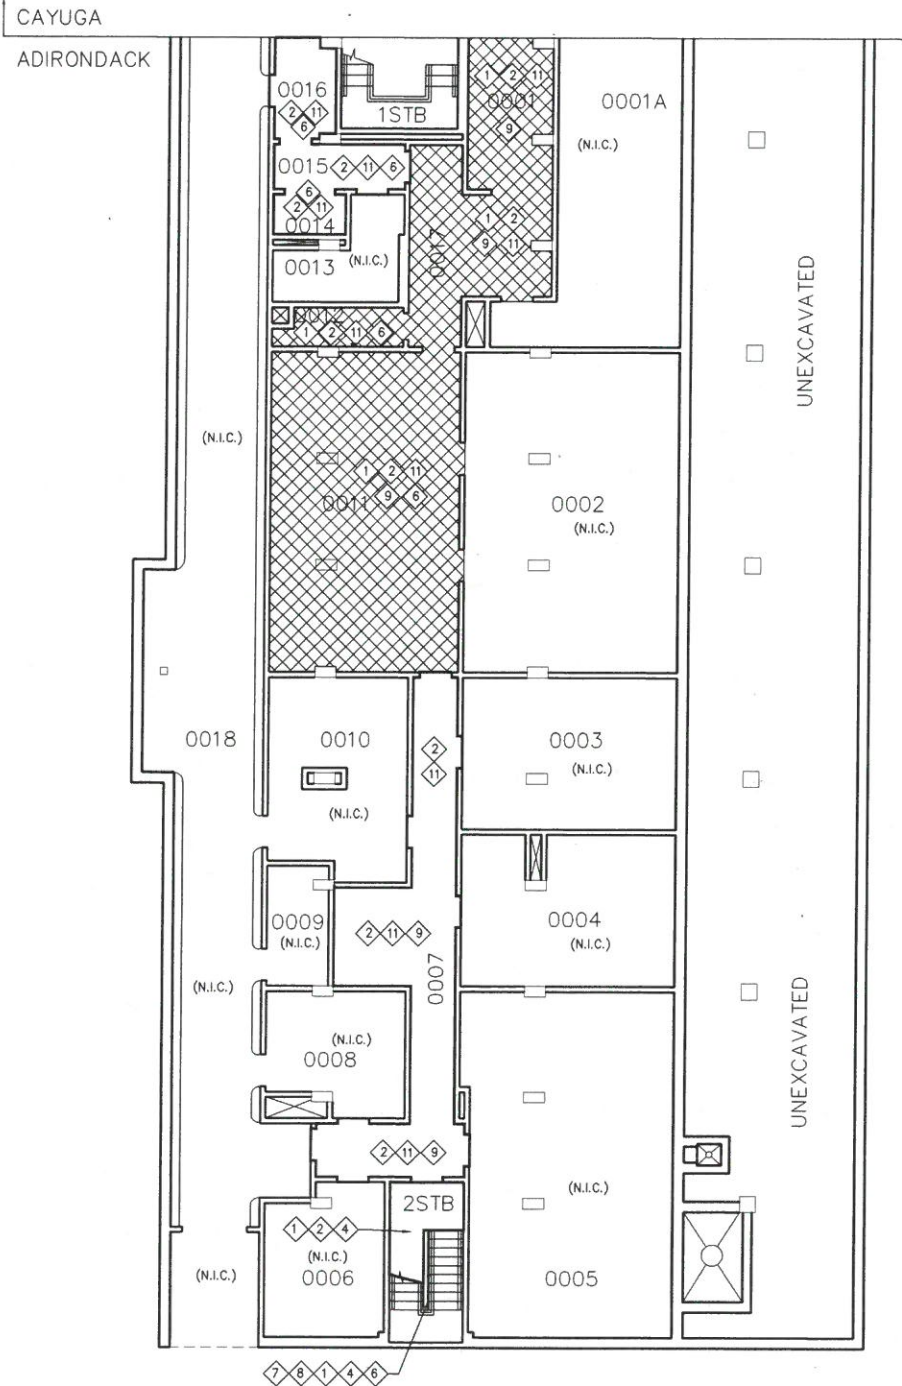 CAYUGA
ADIRONDACK
0016
2 11
6
1STB
1 2 11
0001
9
0001A
(N.I.C.)
0015 2 11 6
6
2 11
0014
0013 (N.I.C.)
0017
1 2
9 11
0012
1 2 11 6
UNEXCAVATED
(N.I.C.)
1 2 11
0011 9 6
0002
(N.I.C.)
0018
0010
(N.I.C.)
2
11
0003
(N.I.C.)
0009
(N.I.C.)
2 11 9
0007
0004
(N.I.C.)
(N.I.C.)
UNEXCAVATED
(N.I.C.)
0008
2 11 9
2STB
(N.I.C.)
1 2 4
(N.I.C.)
0006
(N.I.C.)
0005
7 8 1 4 6